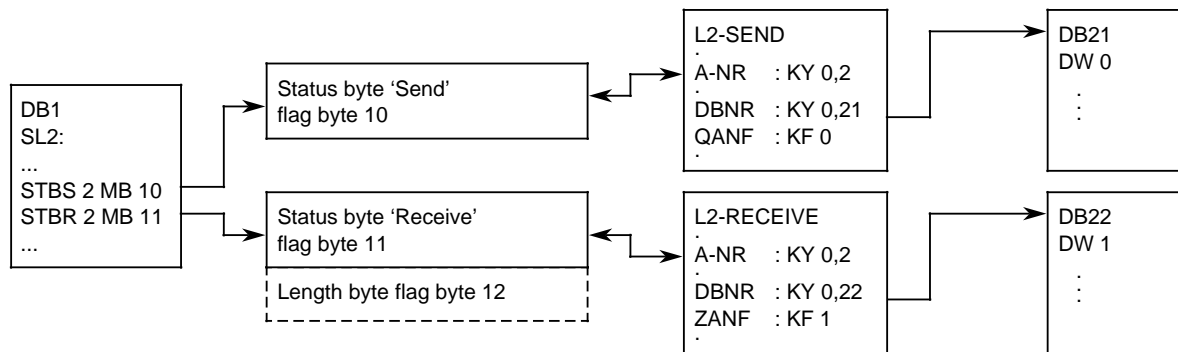 DB1
SL2:
...
STBS 2 MB 10
STBR 2 MB 11
...
Status byte ‘Send’
flag byte 10
Status byte ‘Receive’
flag byte 11
Length byte flag byte 12
L2-SEND
.
A-NR : KY 0,2
.
DBNR : KY 0,21
QANF : KF 0
.
L2-RECEIVE
.
A-NR : KY 0,2
.
DBNR : KY 0,22
ZANF : KF 1
.
DB21
DW 0
.
.
.
DB22
DW 1
.
.
.